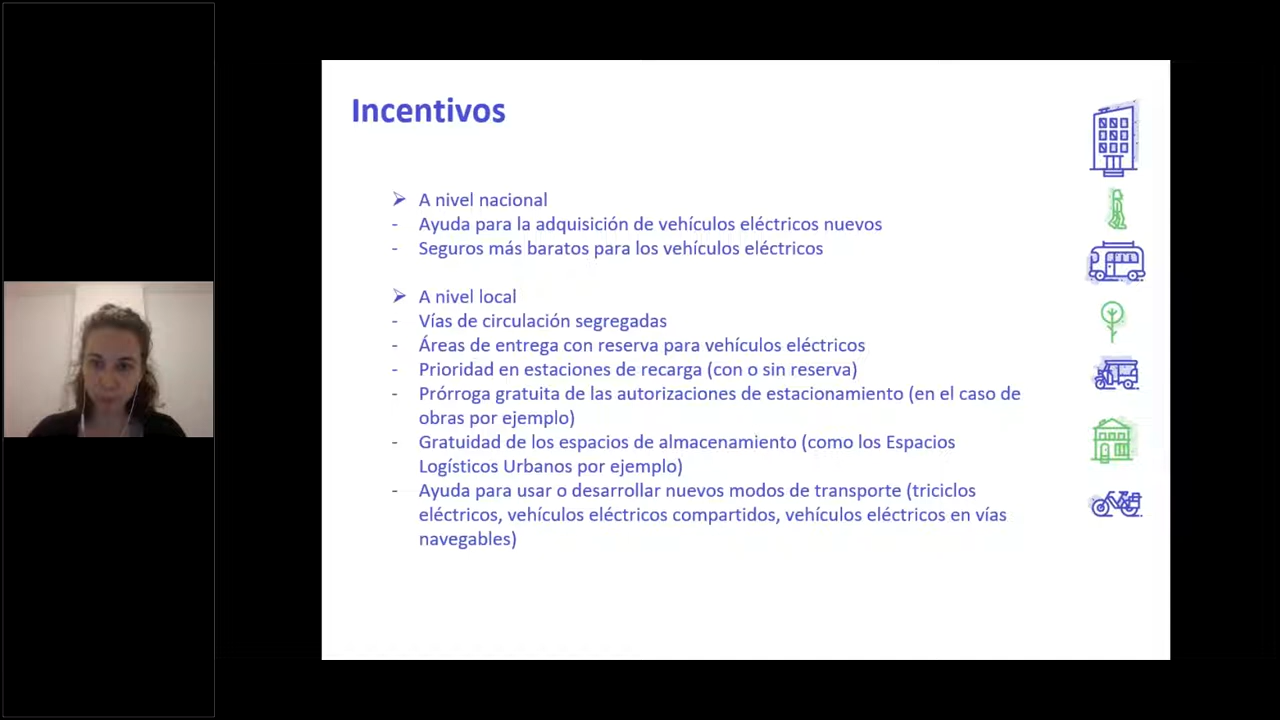 Incentivos
➢ A nivel nacional
- Ayuda para la adquisición de vehículos eléctricos nuevos
- Seguros más baratos para los vehículos eléctricos
➢ A nivel local
- Vías de circulación segregadas
- Áreas de entrega con reserva para vehículos eléctricos
- Prioridad en estaciones de recarga (con o sin reserva)
- Prórroga gratuita de las autorizaciones de estacionamiento (en el caso de
obras por ejemplo)
- Gratuidad de los espacios de almacenamiento (como los Espacios
Logísticos Urbanos por ejemplo)
- Ayuda para usar o desarrollar nuevos modos de transporte (triciclos
eléctricos, vehículos eléctricos compartidos, vehículos eléctricos en vías
navegables)